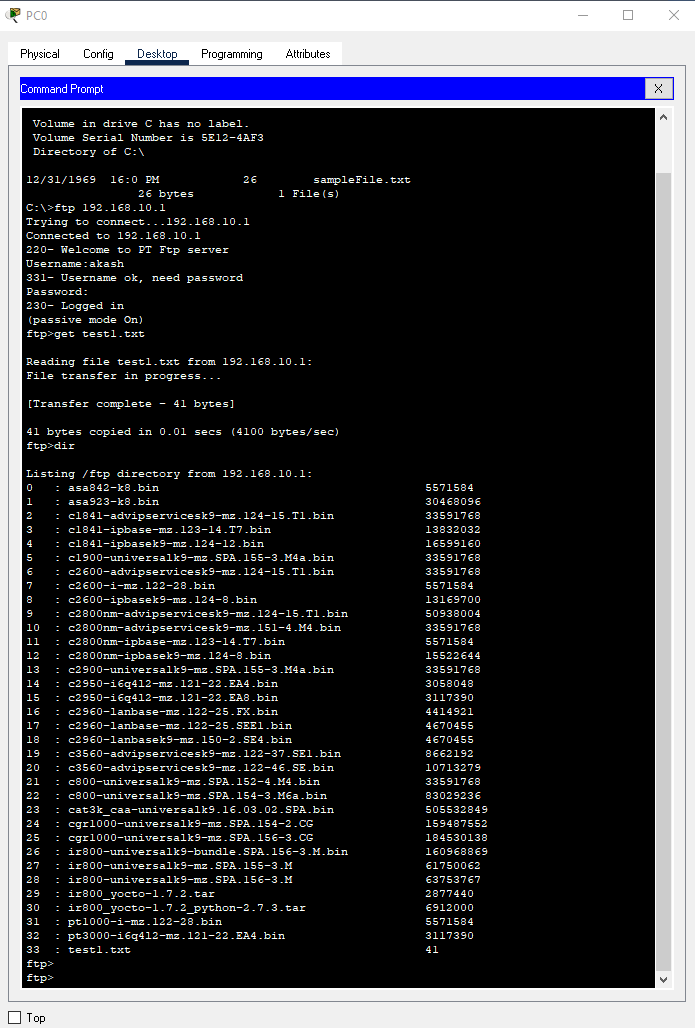 PC0
Physical Config Desktop Programming Attributes
Command Prompt X
Volume in drive C has no label.
Volume Serial Number is 5E12-4AF3
Directory of C:\
12/31/1969 16:0 PM 26 sampleFile.txt
26 bytes 1 File(s)
C:\>ftp 192.168.10.1
Trying to connect...192.168.10.1
Connected to 192.168.10.1
220- Welcome to PT Ftp server
Username:akash
331- Username ok, need password
Password:
230- Logged in
(passive mode On)
ftp>get test1.txt
Reading file test1.txt from 192.168.10.1:
File transfer in progress...
[Transfer complete - 41 bytes]
41 bytes copied in 0.01 secs (4100 bytes/sec)
ftp>dir
Listing /ftp directory from 192.168.10.1:
0 : asa842-k8.bin 5571584
1 : asa923-k8.bin 30468096
2 : c1841-advipservicesk9-mz.124-15.T1.bin 33591768
3 : c1841-ipbase-mz.123-14.T7.bin 13832032
4 : c1841-ipbasek9-mz.124-12.bin 16599160
5 : c1900-universalk9-mz.SPA.155-3.M4a.bin 33591768
6 : c2600-advipservicesk9-mz.124-15.T1.bin 33591768
7 : c2600-i-mz.122-28.bin 5571584
8 : c2600-ipbasek9-mz.124-8.bin 13169700
9 : c2800nm-advipservicesk9-mz.124-15.T1.bin 50938004
10 : c2800nm-advipservicesk9-mz.151-4.M4.bin 33591768
11 : c2800nm-ipbase-mz.123-14.T7.bin 5571584
12 : c2800nm-ipbasek9-mz.124-8.bin 15522644
13 : c2900-universalk9-mz.SPA.155-3.M4a.bin 33591768
14 : c2950-i6q4l2-mz.121-22.EA4.bin 3058048
15 : c2950-i6q4l2-mz.121-22.EA8.bin 3117390
16 : c2960-lanbase-mz.122-25.FX.bin 4414921
17 : c2960-lanbase-mz.122-25.SEE1.bin 4670455
18 : c2960-lanbasek9-mz.150-2.SE4.bin 4670455
19 : c3560-advipservicesk9-mz.122-37.SE1.bin 8662192
20 : c3560-advipservicesk9-mz.122-46.SE.bin 10713279
21 : c800-universalk9-mz.SPA.152-4.M4.bin 33591768
22 : c800-universalk9-mz.SPA.154-3.M6a.bin 83029236
23 : cat3k_caa-universalk9.16.03.02.SPA.bin 505532849
24 : cgr1000-universalk9-mz.SPA.154-2.CG 159487552
25 : cgr1000-universalk9-mz.SPA.156-3.CG 184530138
26 : ir800-universalk9-bundle.SPA.156-3.M.bin 160968869
27 : ir800-universalk9-mz.SPA.155-3.M 61750062
28 : ir800-universalk9-mz.SPA.156-3.M 63753767
29 : ir800_yocto-1.7.2.tar 2877440
30 : ir800_yocto-1.7.2_python-2.7.3.tar 6912000
31 : pt1000-i-mz.122-28.bin 5571584
32 : pt3000-i6q4l2-mz.121-22.EA4.bin 3117390
33 : test1.txt 41
ftp>
ftp>
Top